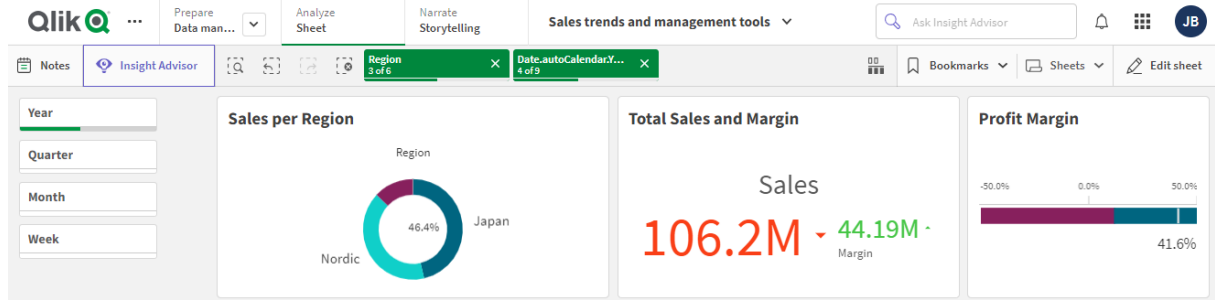 Qlik
...
Prepare
Data man...
Analyze
Sheet
Narrate
Storytelling
Sales trends and management tools
Ask Insight Advisor
JB
Notes
Insight Advisor
Region
3 of 6
Date.autoCalendar.Y...
4 of 9
Bookmarks
Sheets
Edit sheet
Year
Quarter
Month
Week
Sales per Region
Region
46.4%
Japan
Nordic
Total Sales and Margin
Sales
106.2M
44.19M
Margin
Profit Margin
-50.0% 0.0% 50.0%
41.6%